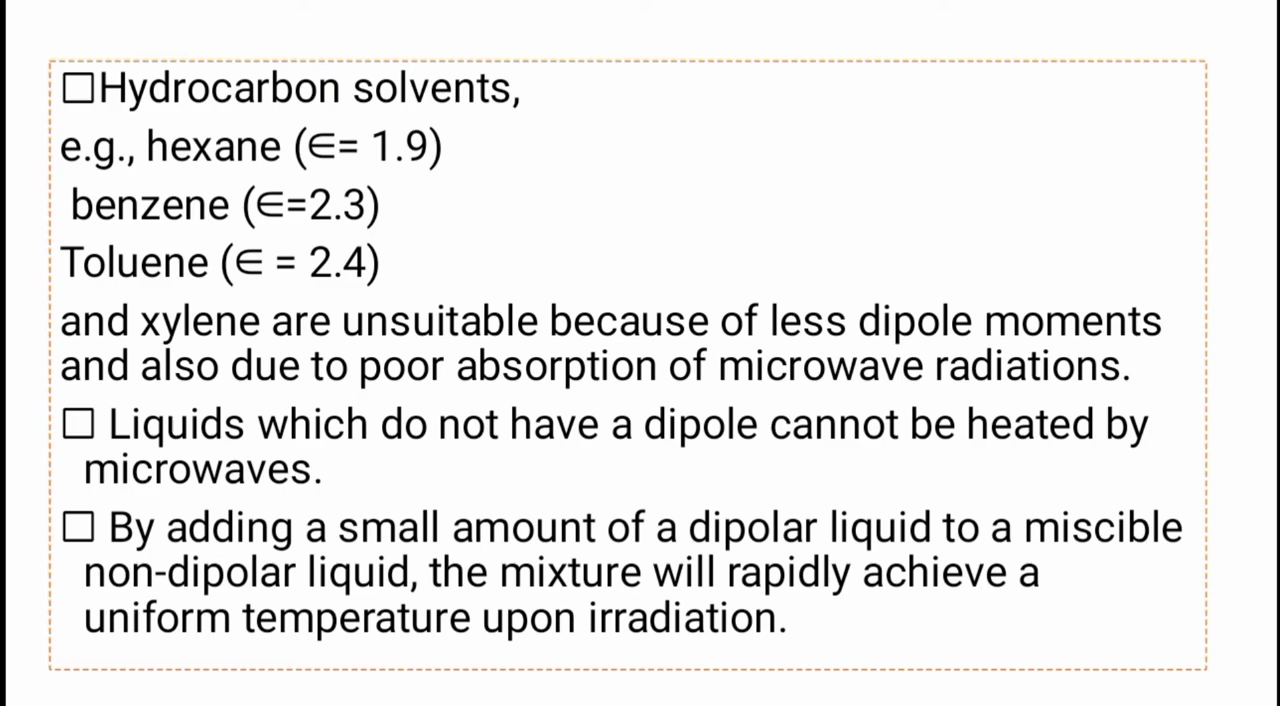 ☐Hydrocarbon solvents,
e.g., hexane (∈= 1.9)
benzene (∈=2.3)
Toluene (∈ = 2.4)
and xylene are unsuitable because of less dipole moments
and also due to poor absorption of microwave radiations.
☐ Liquids which do not have a dipole cannot be heated by
microwaves.
☐ By adding a small amount of a dipolar liquid to a miscible
non-dipolar liquid, the mixture will rapidly achieve a
uniform temperature upon irradiation.